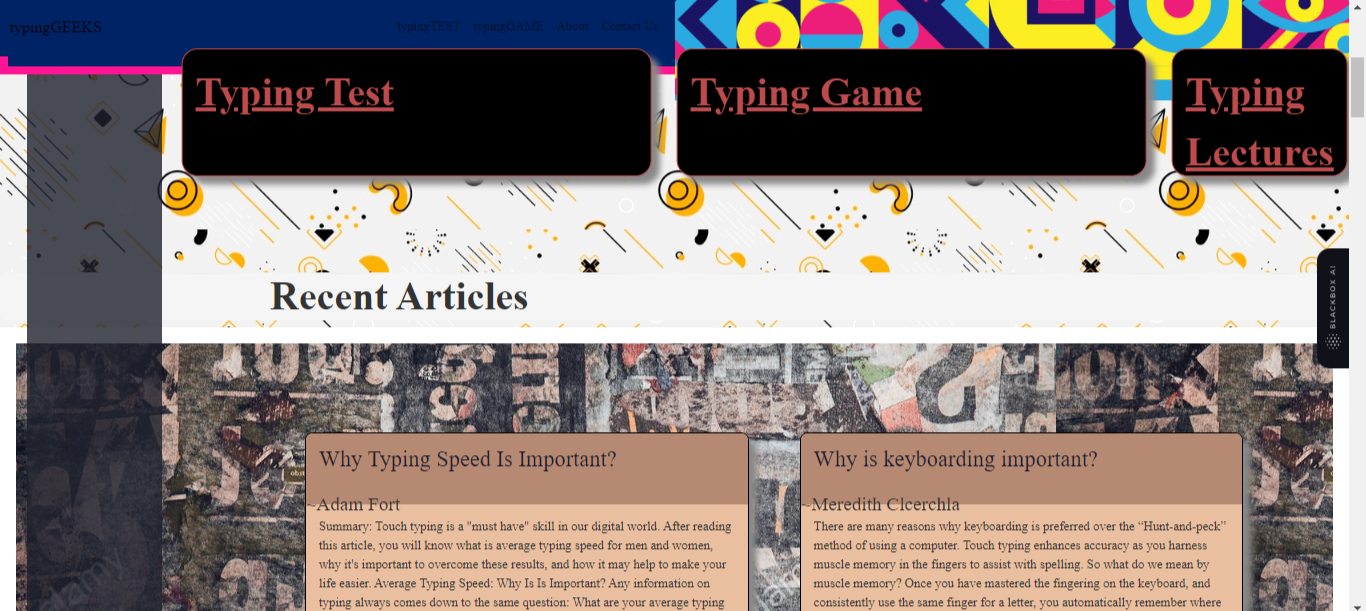 typingGEEKS
typingTEST typingGAME About Contact Us
Typing Test
Typing Game
Typing
Lectures
Recent Articles
BLACKBOX AI
Why Typing Speed Is Important?
~Adam Fort
Summary: Touch typing is a "must have" skill in our digital world. After reading
this article, you will know what is average typing speed for men and women,
why it's important to overcome these results, and how it may help to make your
life easier. Average Typing Speed: Why Is Is Important? Any information on
typing always comes down to the same question: What are your average typing
Why is keyboarding important?
~Meredith Clcerchla
There are many reasons why keyboarding is preferred over the “Hunt-and-peck”
method of using a computer. Touch typing enhances accuracy as you harness
muscle memory in the fingers to assist with spelling. So what do we mean by
muscle memory? Once you have mastered the fingering on the keyboard, and
consistently use the same finger for a letter, you automatically remember where